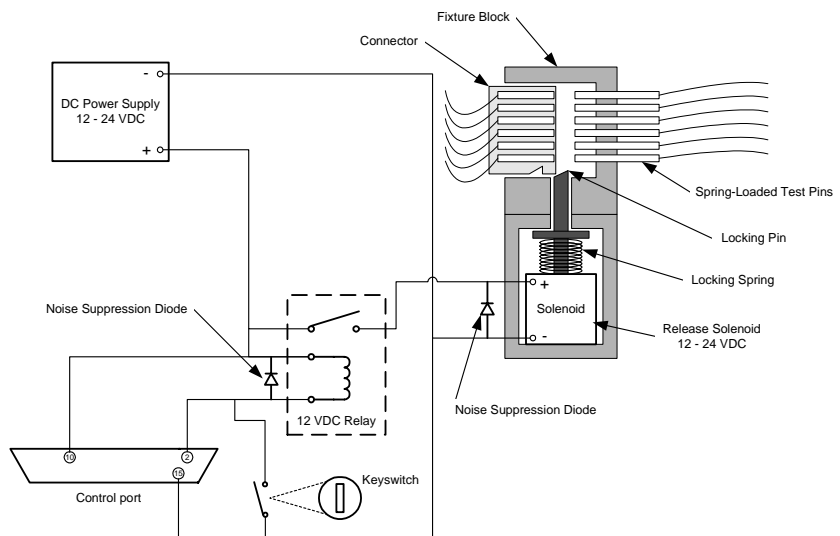 Fixture Block
Connector
-
DC Power Supply
12 - 24 VDC
+
Spring-Loaded Test Pins
Locking Pin
Locking Spring
+
Solenoid
-
Release Solenoid
12 - 24 VDC
Noise Suppression Diode
Noise Suppression Diode
12 VDC Relay
10
2
15
Control port
Keyswitch